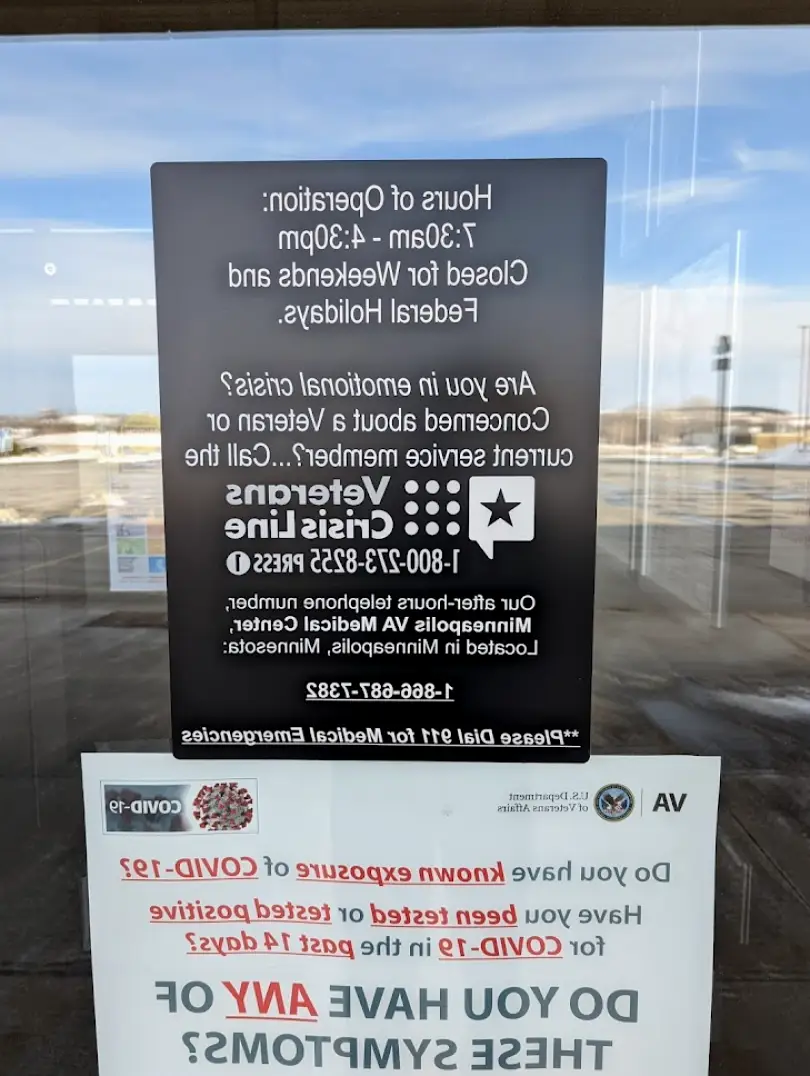 Hours of Operation:
7:30am - 4:30pm
Closed for Weekends and
Federal Holidays.
Are you in emotional crisis?
Concerned about a Veteran or
current service member?...Call the
Veterans
Crisis Line
1-800-273-8255 PRESS 1
Our after-hours telephone number,
Minneapolis VA Medical Center,
Located in Minneapolis, Minnesota:
1-866-687-7382
**Please Dial 911 for Medical Emergencies
VA
U.S. Department
of Veterans Affairs
COVID-19
Do you have known exposure of COVID-19?
Have you been tested or tested positive
for COVID-19 in the past 14 days?
DO YOU HAVE ANY OF
THESE SYMPTOMS?